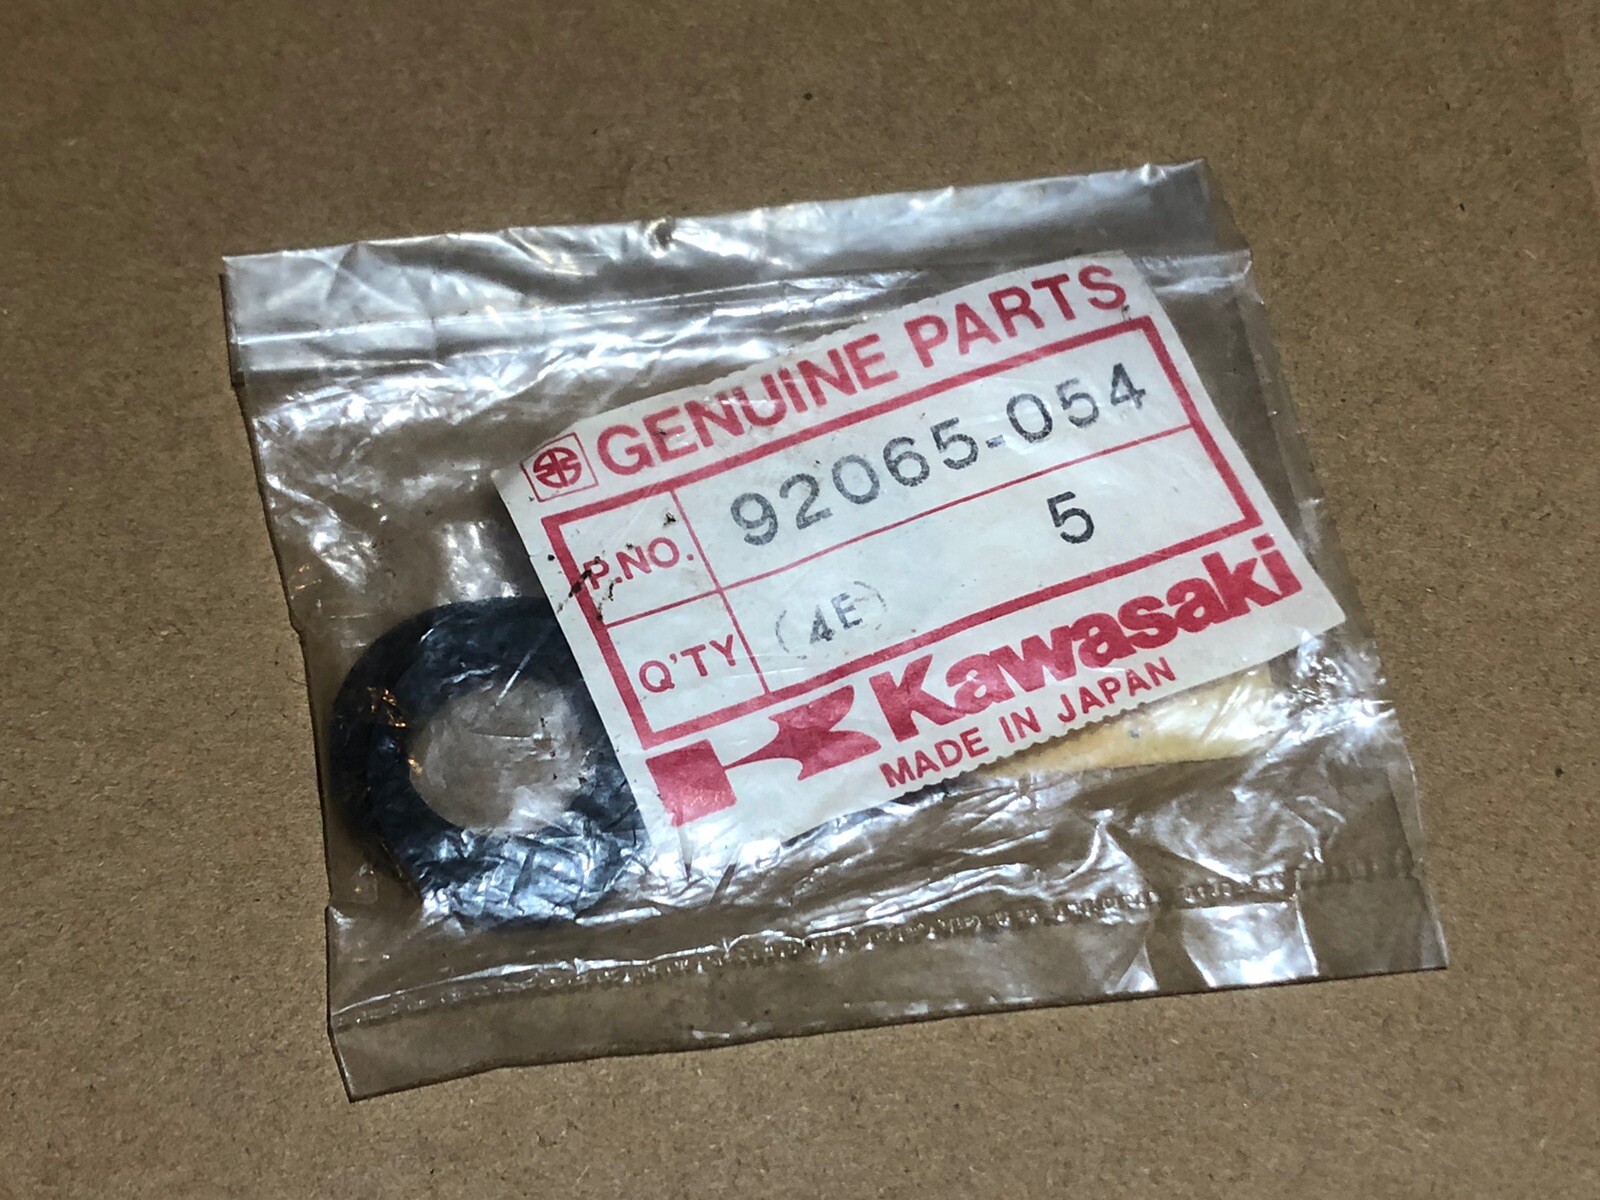 GENUINE PARTS
P.NO. 92065-054
Q'TY (4E) 5
Kawasaki
MADE IN JAPAN